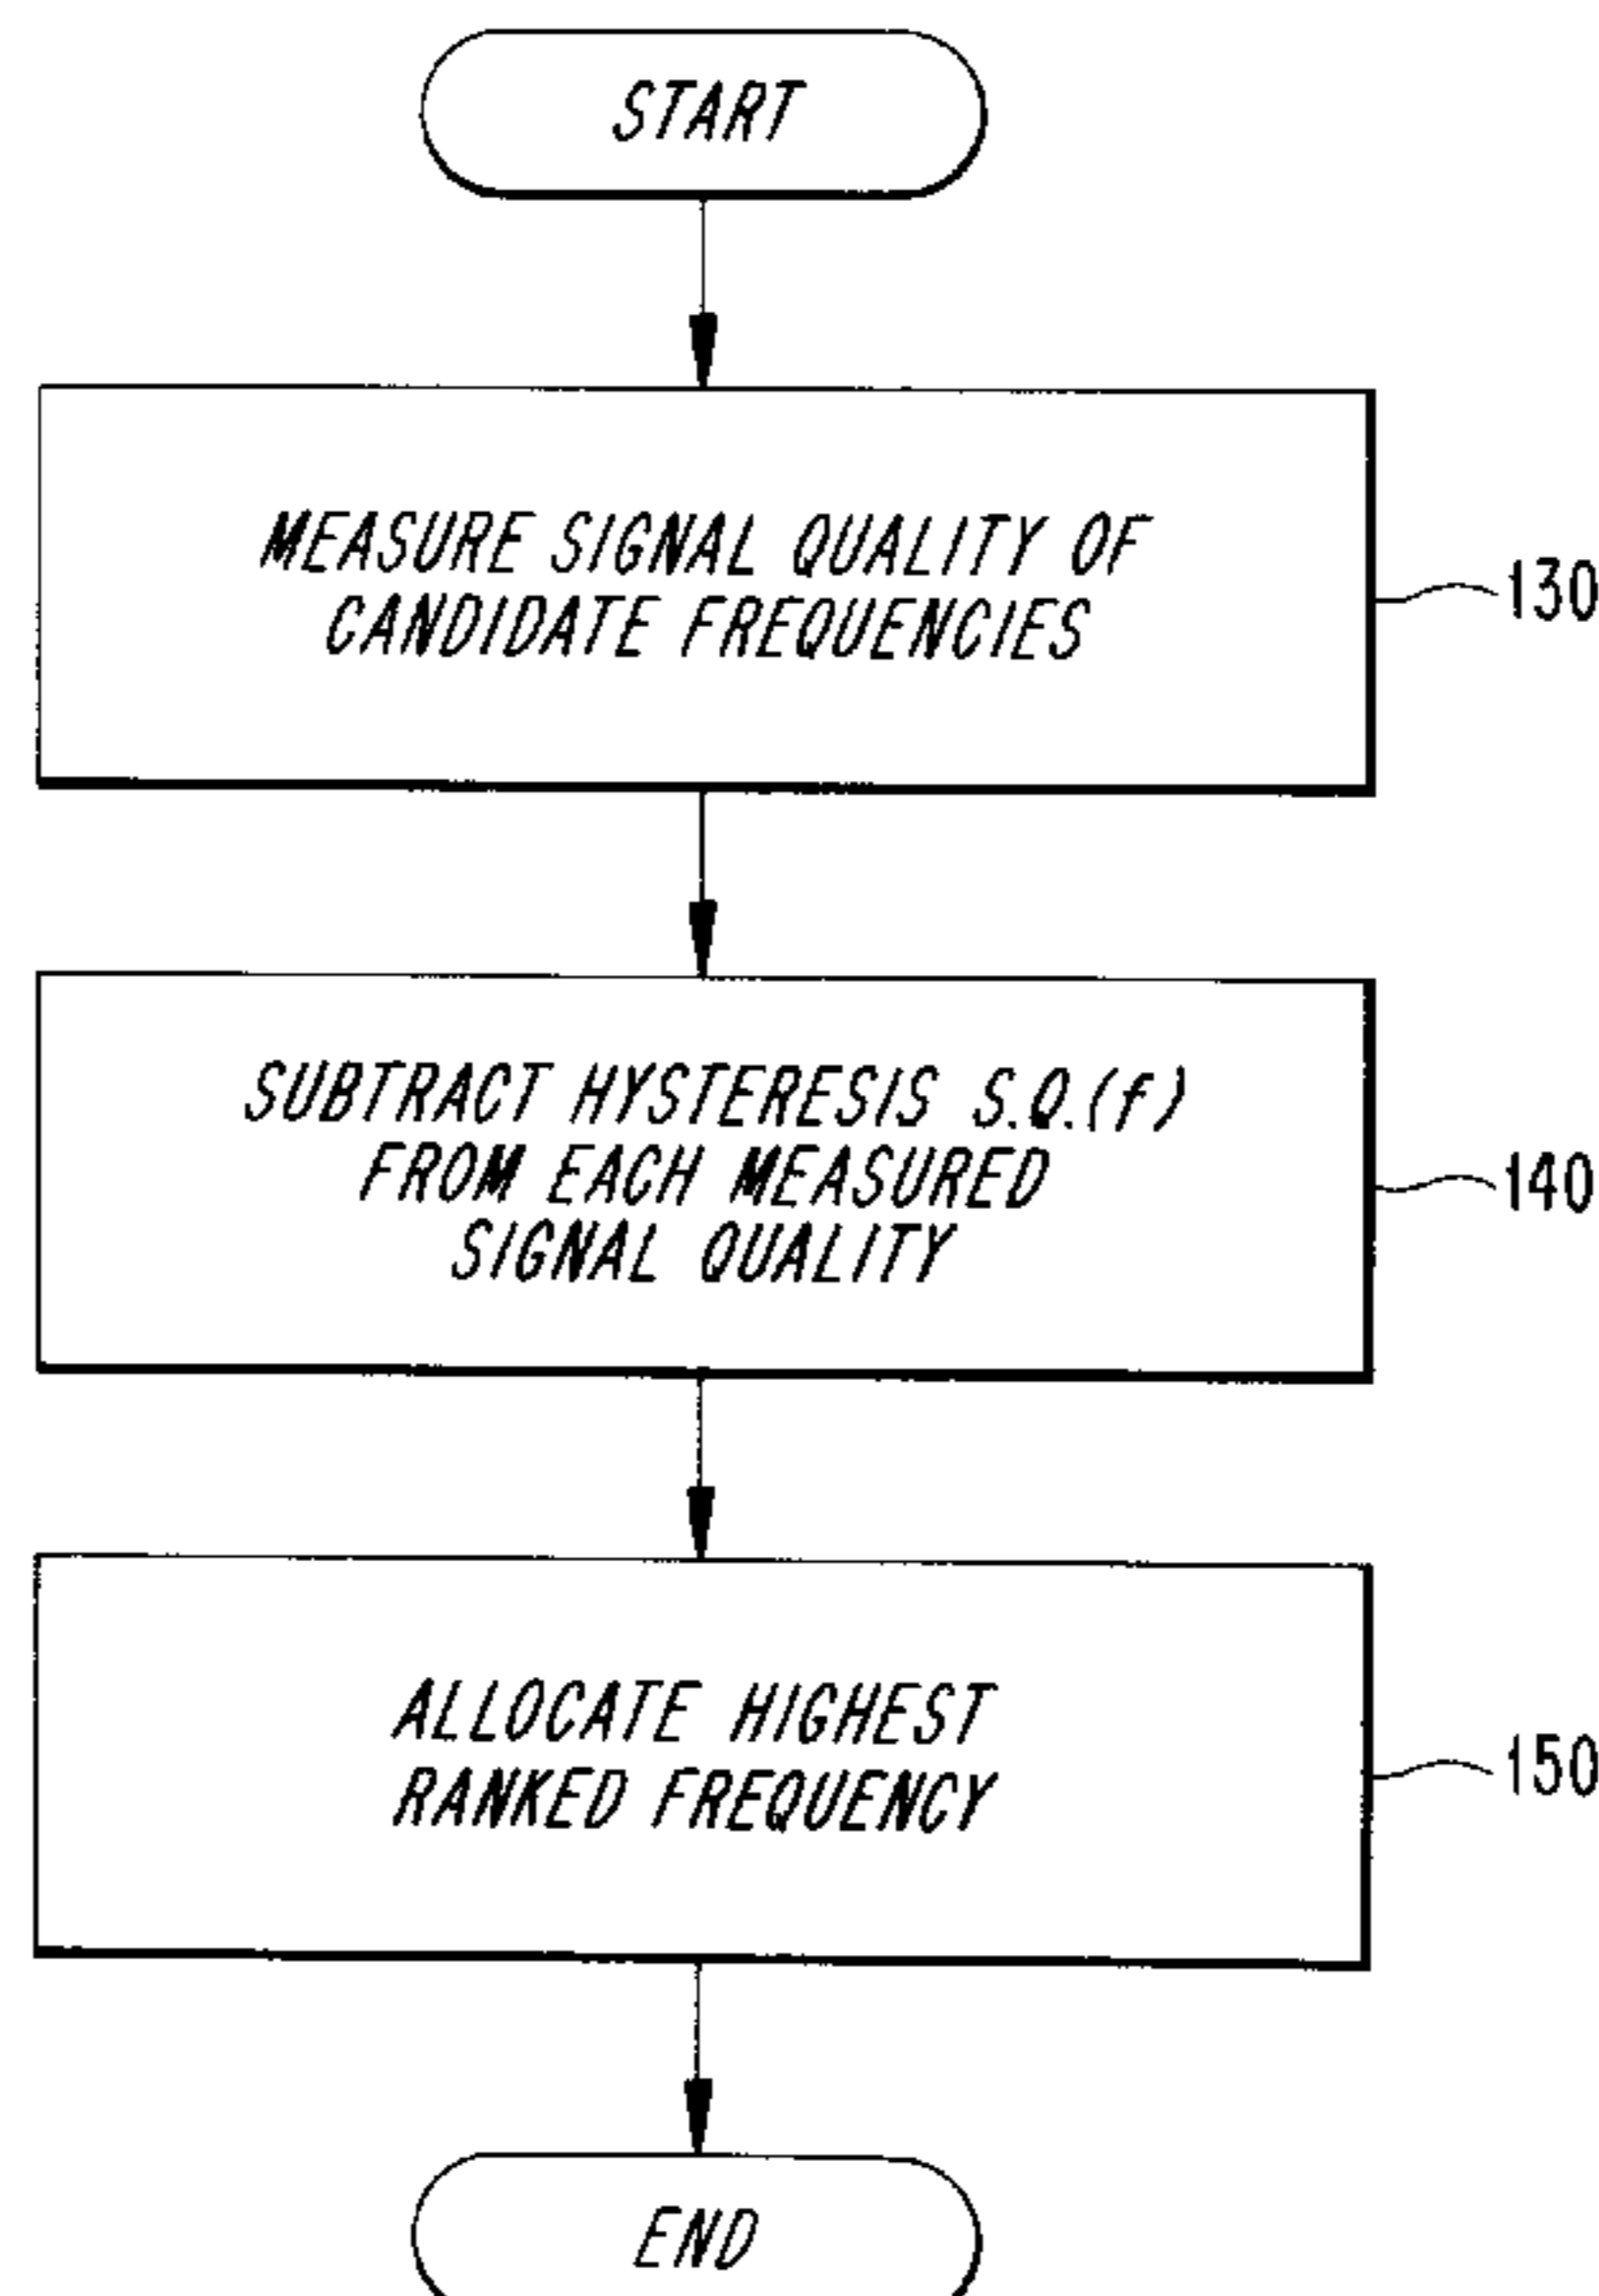 START
MEASURE SIGNAL QUALITY OF
CANDIDATE FREQUENCIES
130
SUBTRACT HYSTERESIS S.Q.(f)
FROM EACH MEASURED
SIGNAL QUALITY
140
ALLOCATE HIGHEST
RANKED FREQUENCY
150
END